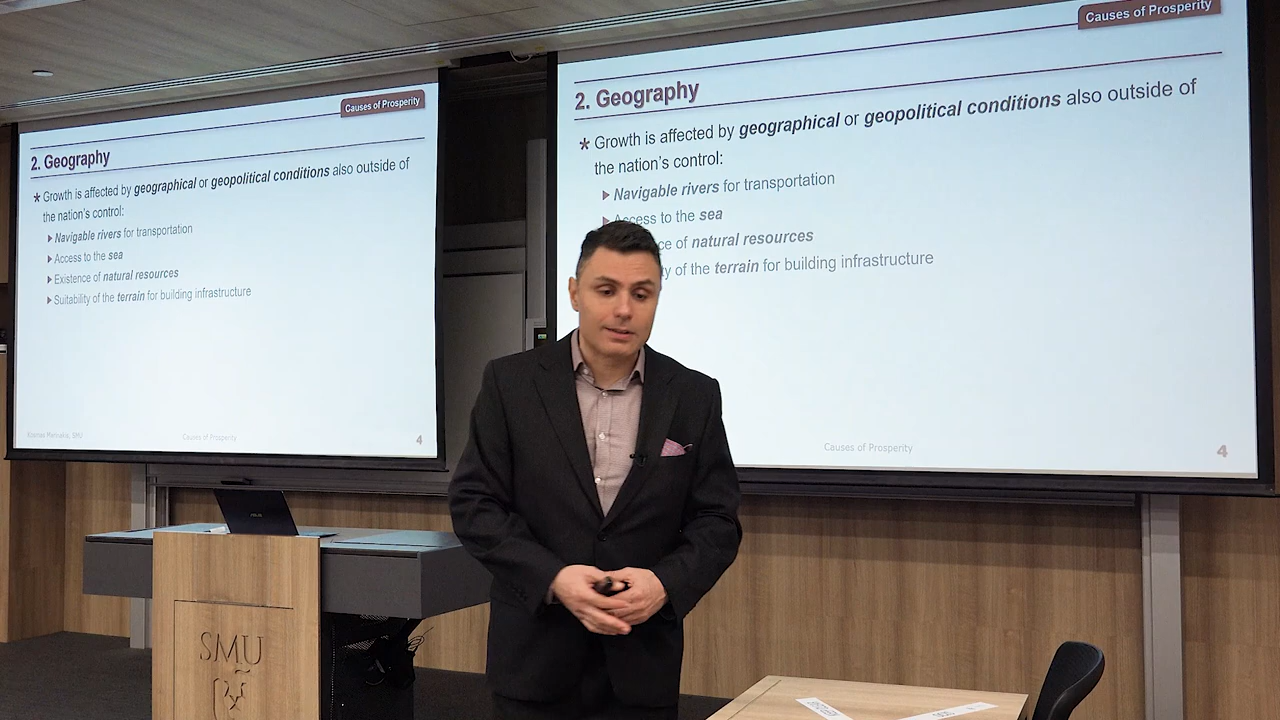 Causes of Prosperity
2. Geography
* Growth is affected by geographical or geopolitical conditions also outside of
the nation's control:
Navigable rivers for transportation
Access to the sea
Existence of natural resources
Suitability of the terrain for building infrastructure
Causes of Prosperity
4
Causes of Prosperity
2. Geography
* Growth is affected by geographical or geopolitical conditions also outside of
the nation's control:
Navigable rivers for transportation
Access to the sea
ce of natural resources
ty of the terrain for building infrastructure
Causes of Prosperity
4
ASUS
SMU